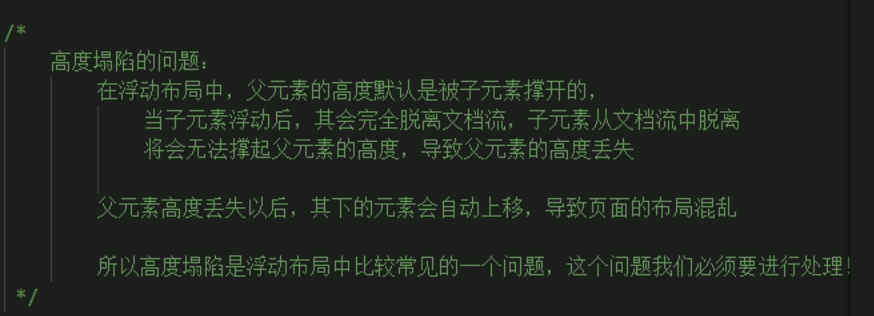 /*
高度塌陷的问题：
在浮动布局中，父元素的高度默认是被子元素撑开的，
当子元素浮动后，其会完全脱离文档流，子元素从文档流中脱离
将会无法撑起父元素的高度，导致父元素的高度丢失
父元素高度丢失以后，其下的元素会自动上移，导致页面的布局混乱
所以高度塌陷是浮动布局中比较常见的一个问题，这个问题我们必须要进行处理！
*/